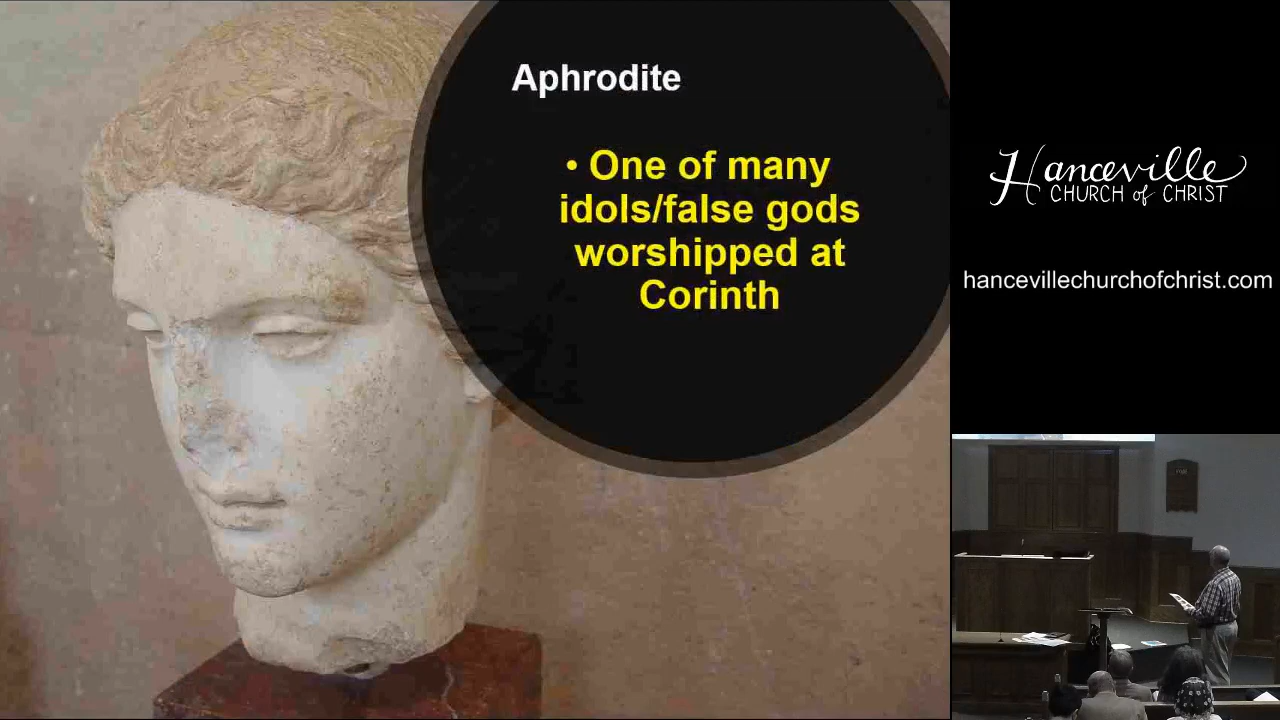 Aphrodite
• One of many
idols/false gods
worshipped at
Corinth
Hanceville
CHURCH of CHRIST
hancevillechurchofchrist.com